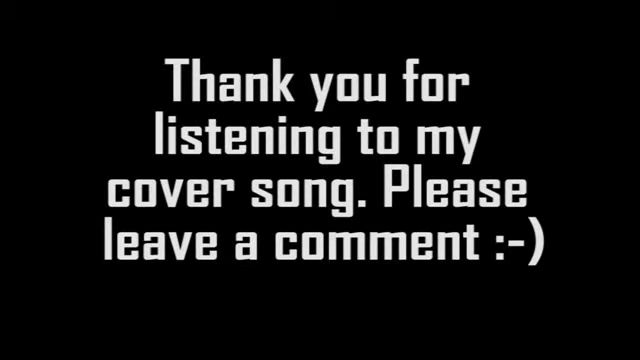 Thank you for
listening to my
cover song. Please
leave a comment :-)